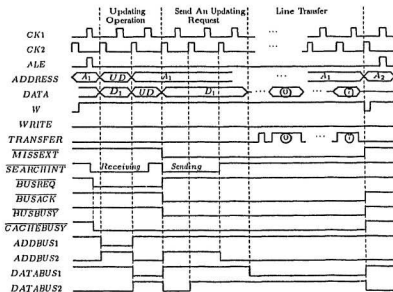 Updating Operation
Send An Updating Request
Line Transfer
CK1
...
CK2
...
ALE
ADDRESS A1 UD A1 ... A1 A2
DATA D1 UD D1 ... 0 ... 7
W
WRITE
TRANSFER 0 ... 7
MISSEXT
SEARCHINT Receiving Sending
BUSREQ
BUSACK
BUSBUSY
CACHEBUSY
ADDBUS1
ADDBUS2
DATABUS1
DATABUS2